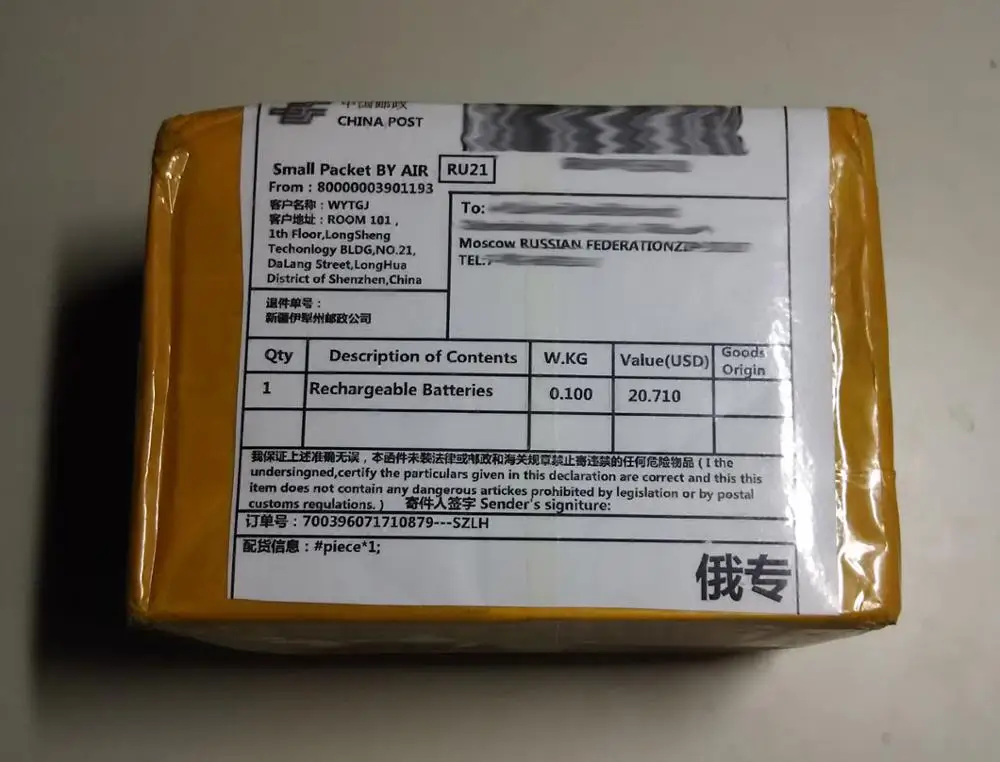 中国邮政
CHINA POST
Small Packet BY AIR
RU21
From : 80000003901193
客户名称 : WYTGJ
客户地址 : ROOM 101 ,
1th Floor,LongSheng
Techonlogy BLDG,NO.21,
DaLang Street,LongHua
District of Shenzhen,China
To:
Moscow RUSSIAN FEDERATION
TEL:
退件单号 :
新疆伊犁州邮政公司
Qty Description of Contents W.KG Value(USD) Goods Origin
1 Rechargeable Batteries 0.100 20.710
我保证上述准确无误，本函件未装法律或邮政和海关规章禁止寄违禁的任何危险物品 ( I the
undersingned,certify the particulars given in this declaration are correct and this this
item does not contain any dangerous artickes prohibited by legislation or by postal
customs regulations. ) 寄件人签字 Sender's signiture:
订单号 : 700396071710879---SZLH
配货信息 : #piece*1;
俄专